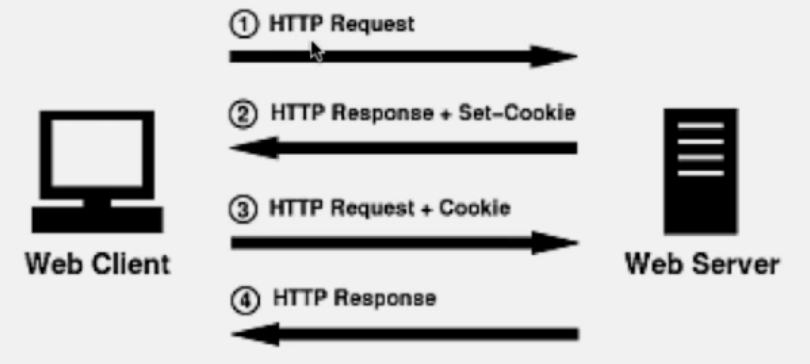 ① HTTP Request
② HTTP Response + Set-Cookie
③ HTTP Request + Cookie
Web Client
Web Server
④ HTTP Response